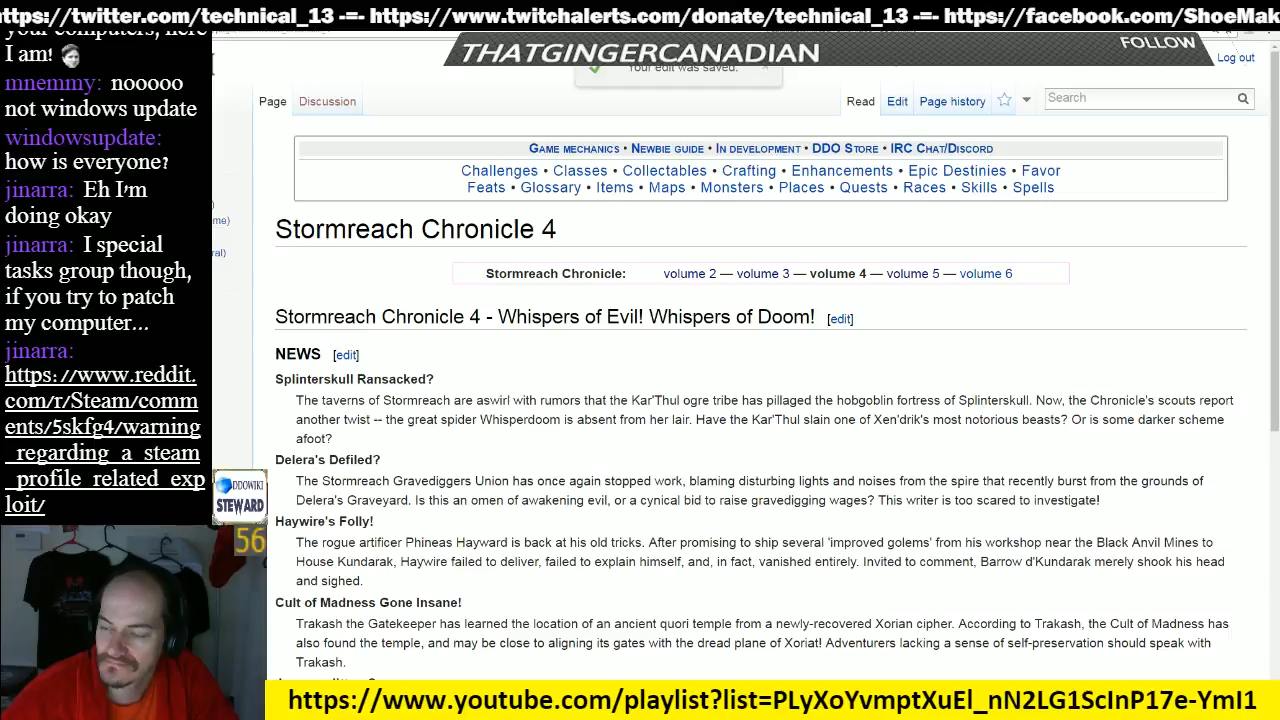 https://twitter.com/technical_13 -=- https://www.twitchalerts.com/donate/technical_13 -=- https://facebook.com/ShoeMak
your computers, here
I am!
mnemmy: nooooo
not windows update
windowsupdate:
how is everyone?
jinarra: Eh I'm
doing okay
jinarra: I special
tasks group though,
if you try to patch
my computer...
jinarra:
https://www.reddit.
com/r/Steam/comm
ents/5skfg4/warning
_regarding_a_steam
_profile_related_exp
loit/
DDOWIKI
STEWARD
56
THATGINGERCANADIAN
FOLLOW
Log out
Your edit was saved.
Page Discussion Read Edit Page history Search
me)
ral)
Game mechanics • Newbie guide • In development • DDO Store • IRC Chat/Discord
Challenges • Classes • Collectables • Crafting • Enhancements • Epic Destinies • Favor
Feats • Glossary • Items • Maps • Monsters • Places • Quests • Races • Skills • Spells
Stormreach Chronicle 4
Stormreach Chronicle: volume 2 — volume 3 — volume 4 — volume 5 — volume 6
Stormreach Chronicle 4 - Whispers of Evil! Whispers of Doom! [edit]
NEWS [edit]
Splinterskull Ransacked?
The taverns of Stormreach are aswirl with rumors that the Kar'Thul ogre tribe has pillaged the hobgoblin fortress of Splinterskull. Now, the Chronicle's scouts report
another twist -- the great spider Whisperdoom is absent from her lair. Have the Kar'Thul slain one of Xen'drik's most notorious beasts? Or is some darker scheme
afoot?
Delera's Defiled?
The Stormreach Gravediggers Union has once again stopped work, blaming disturbing lights and noises from the spire that recently burst from the grounds of
Delera's Graveyard. Is this an omen of awakening evil, or a cynical bid to raise gravedigging wages? This writer is too scared to investigate!
Haywire's Folly!
The rogue artificer Phineas Hayward is back at his old tricks. After promising to ship several 'improved golems' from his workshop near the Black Anvil Mines to
House Kundarak, Haywire failed to deliver, failed to explain himself, and, in fact, vanished entirely. Invited to comment, Barrow d'Kundarak merely shook his head
and sighed.
Cult of Madness Gone Insane!
Trakash the Gatekeeper has learned the location of an ancient quori temple from a newly-recovered Xorian cipher. According to Trakash, the Cult of Madness has
also found the temple, and may be close to aligning its gates with the dread plane of Xoriat! Adventurers lacking a sense of self-preservation should speak with
Trakash.
https://www.youtube.com/playlist?list=PLyXoYvmptXuEl_nN2LG1ScInP17e-YmI1